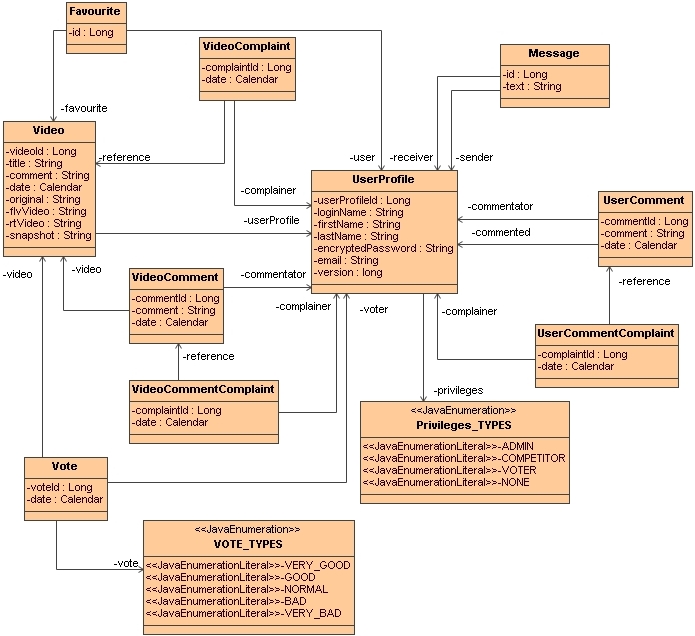 Favourite
-id : Long
VideoComplaint
-complaintId : Long
-date : Calendar
Message
-id : Long
-text : String
-favourite
Video
-videoId : Long
-title : String
-comment : String
-date : Calendar
-original : String
-flvVideo : String
-rtVideo : String
-snapshot : String
-reference
-user
-receiver
-sender
-complainer
-userProfile
UserProfile
-userProfileId : Long
-loginName : String
-firstName : String
-lastName : String
-encryptedPassword : String
-email : String
-version : long
-commentator
-commented
UserComment
-commentId : Long
-comment : String
-date : Calendar
-video
-video
VideoComment
-commentId : Long
-comment : String
-date : Calendar
-commentator
-complainer
-voter
-complainer
-reference
UserCommentComplaint
-complaintId : Long
-date : Calendar
-reference
VideoCommentComplaint
-complaintId : Long
-date : Calendar
-privileges
<<JavaEnumeration>>
Privileges_TYPES
<<JavaEnumerationLiteral>>-ADMIN
<<JavaEnumerationLiteral>>-COMPETITOR
<<JavaEnumerationLiteral>>-VOTER
<<JavaEnumerationLiteral>>-NONE
Vote
-voteId : Long
-date : Calendar
-vote
<<JavaEnumeration>>
VOTE_TYPES
<<JavaEnumerationLiteral>>-VERY_GOOD
<<JavaEnumerationLiteral>>-GOOD
<<JavaEnumerationLiteral>>-NORMAL
<<JavaEnumerationLiteral>>-BAD
<<JavaEnumerationLiteral>>-VERY_BAD